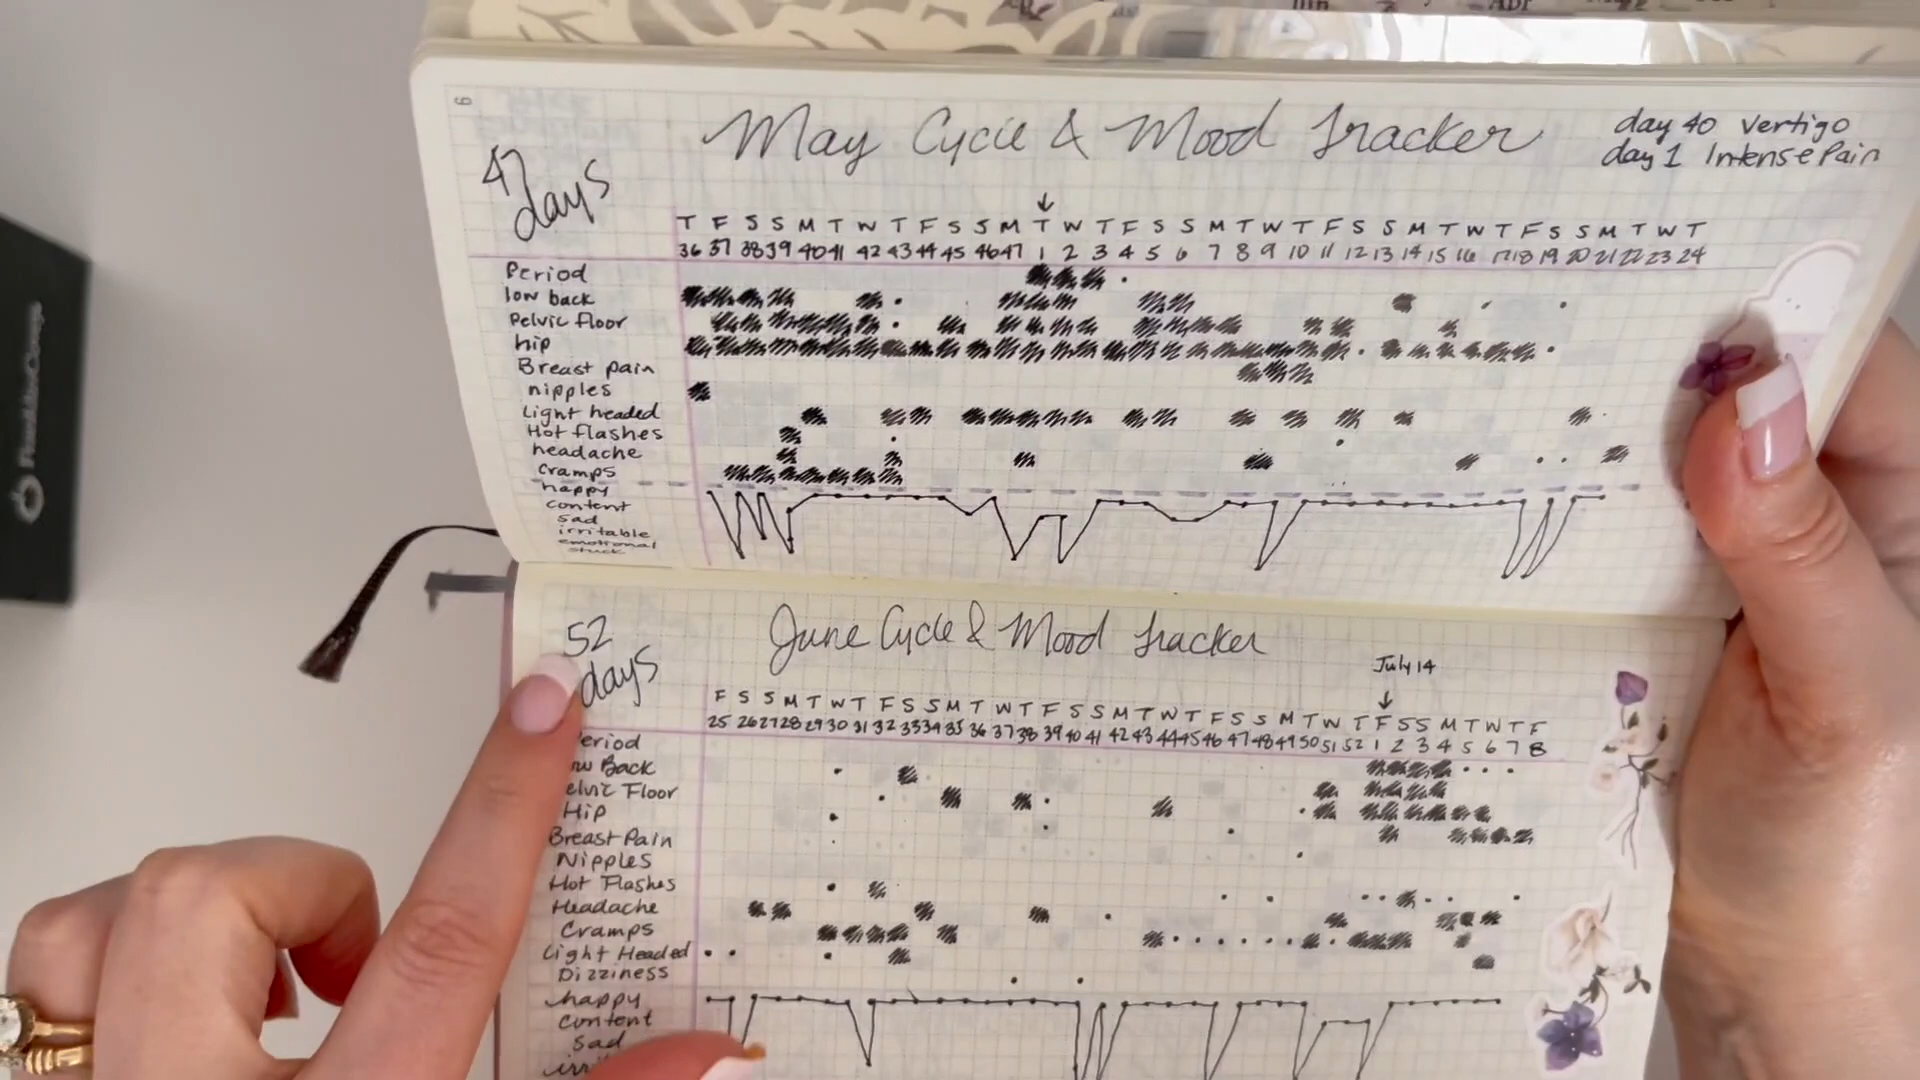 6
May Cycle & Mood Tracker
day 40 Vertigo
day 1 Intense Pain
47
days
T F S S M T W T F S S M T W T F S S M T W T F S S M T W T F S S M T W T
36 37 38 39 40 41 42 43 44 45 46 47 1 2 3 4 5 6 7 8 9 10 11 12 13 14 15 16 17 18 19 20 21 22 23 24
Period
low back
Pelvic floor
hip
Breast pain
nipples
Light headed
Hot flashes
headache
cramps
happy
content
sad
irritable
emotional
stuck
52
days
June Cycle & Mood Tracker
July 14
F S S M T W T F S S M T W T F S S M T W T F S S M T W T F S S M T W T F
25 26 27 28 29 30 31 32 33 34 35 36 37 38 39 40 41 42 43 44 45 46 47 48 49 50 51 52 1 2 3 4 5 6 7 8
Period
Back
Floor
Hip
Breast Pain
Nipples
Hot Flashes
Headache
Cramps
Light Headed
Dizziness
happy
content
sad